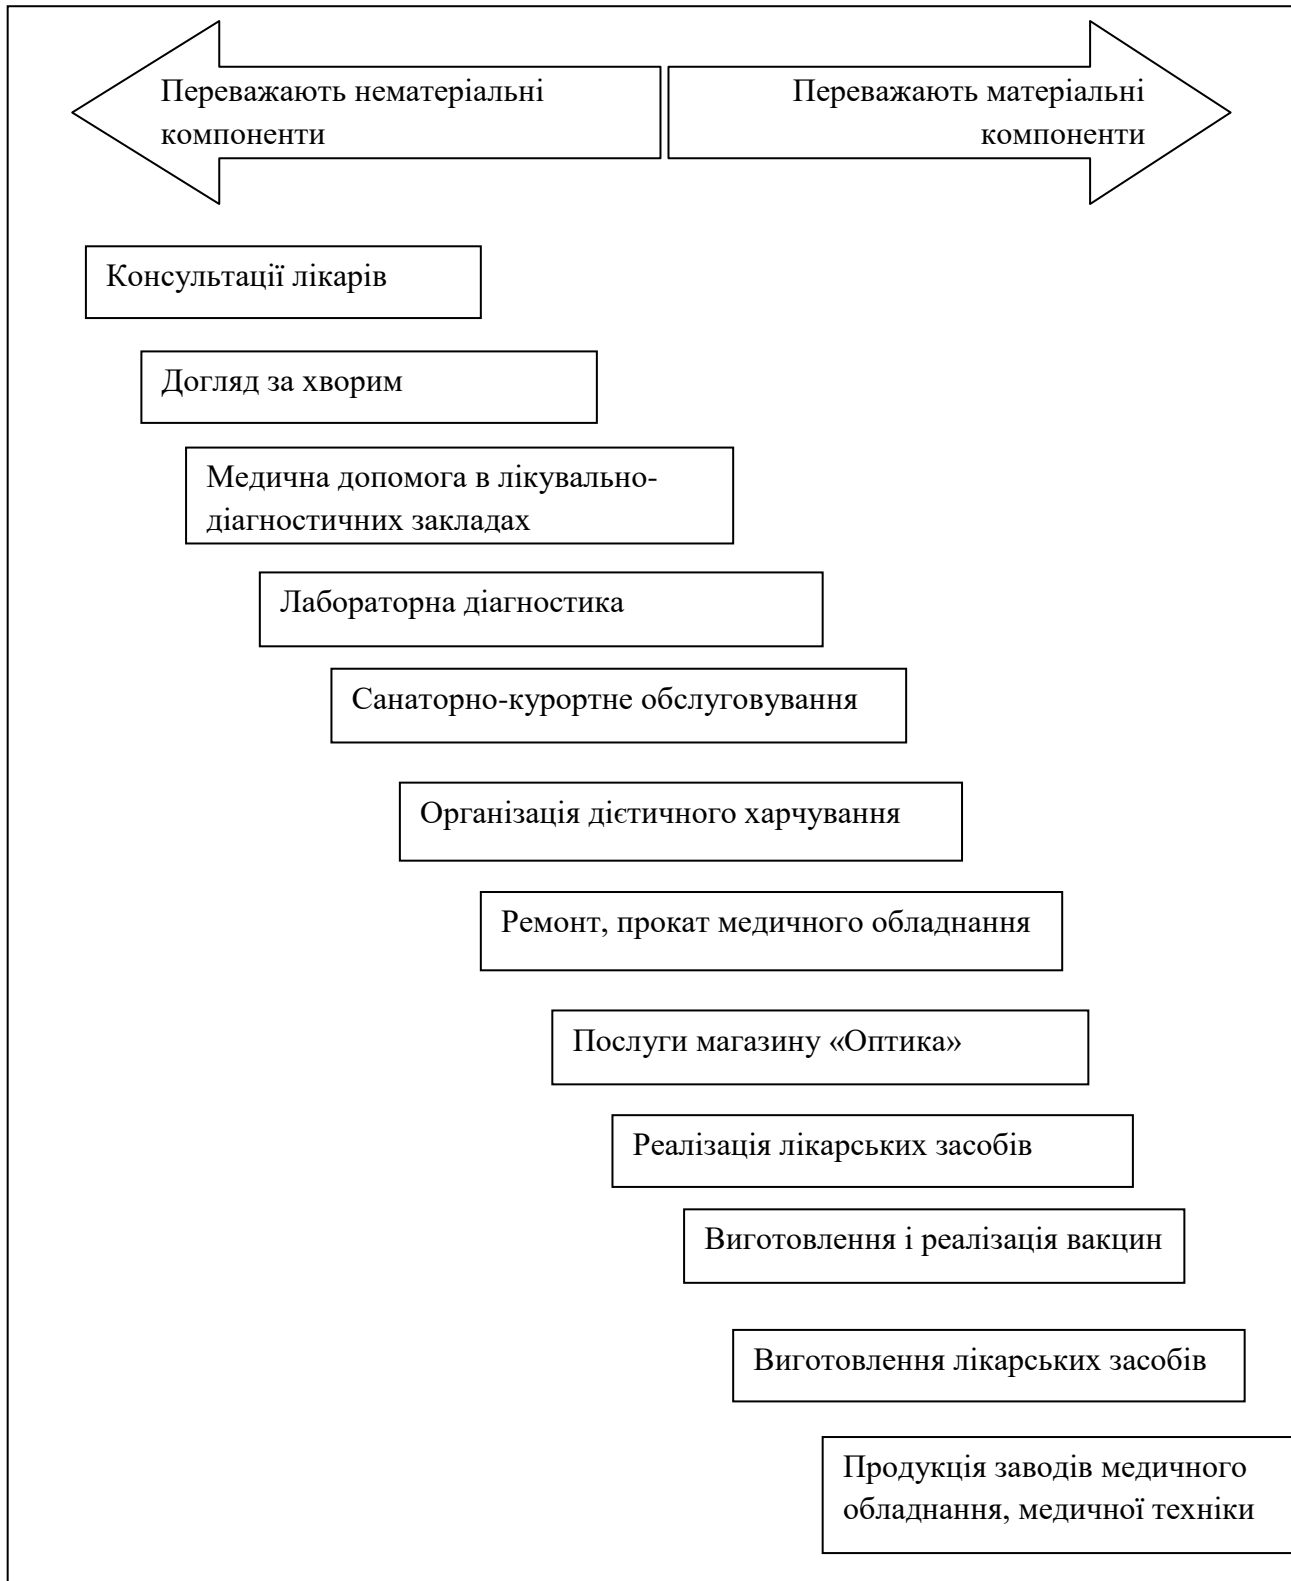 Переважають нематеріальні
компоненти
Переважають матеріальні
компоненти
Консультації лікарів
Догляд за хворим
Медична допомога в лікувально-
діагностичних закладах
Лабораторна діагностика
Санаторно-курортне обслуговування
Організація дієтичного харчування
Ремонт, прокат медичного обладнання
Послуги магазину «Оптика»
Реалізація лікарських засобів
Виготовлення і реалізація вакцин
Виготовлення лікарських засобів
Продукція заводів медичного
обладнання, медичної техніки